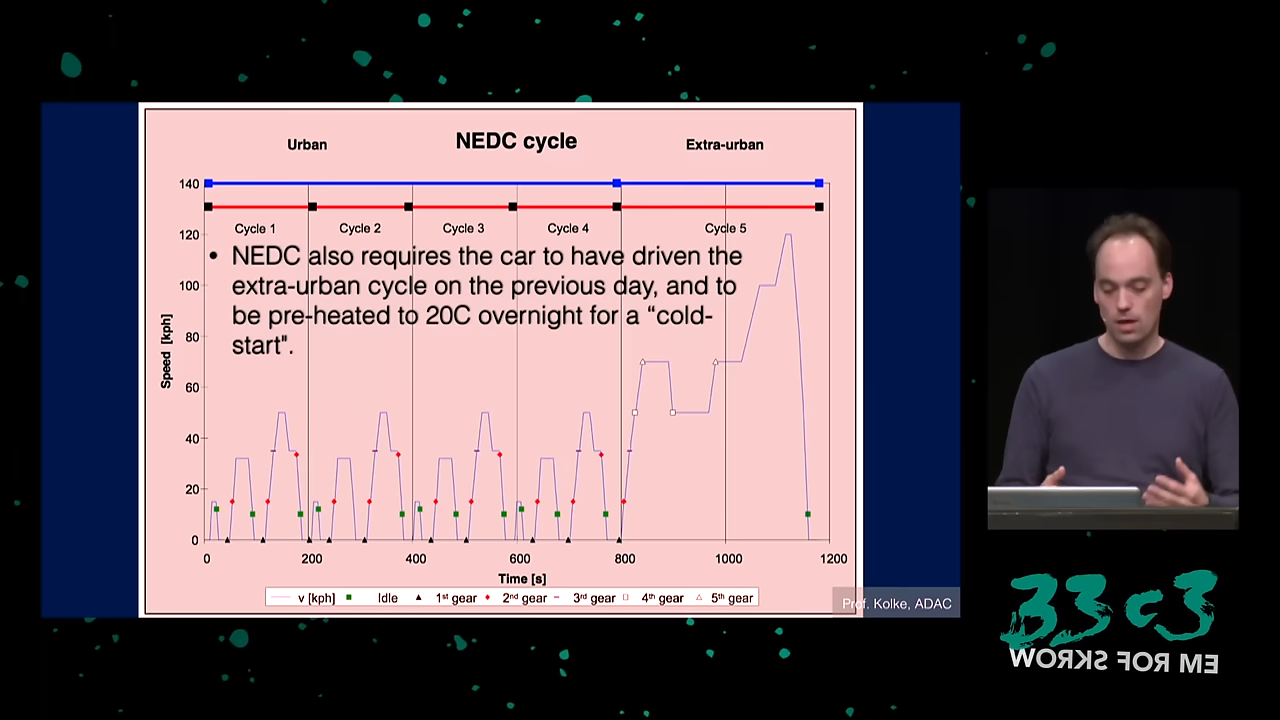 NEDC cycle
Urban
Extra-urban
140
120
100
80
60
40
20
0
Speed [kph]
Cycle 1
Cycle 2
Cycle 3
Cycle 4
Cycle 5
• NEDC also requires the car to have driven the
extra-urban cycle on the previous day, and to
be pre-heated to 20C overnight for a “cold-
start".
0
200
400
600
800
1000
1200
Time [s]
v [kph]
Idle
1st gear
2nd gear
3rd gear
4th gear
5th gear
Prof. Kolke, ADAC
33c3
WORKS FOR ME